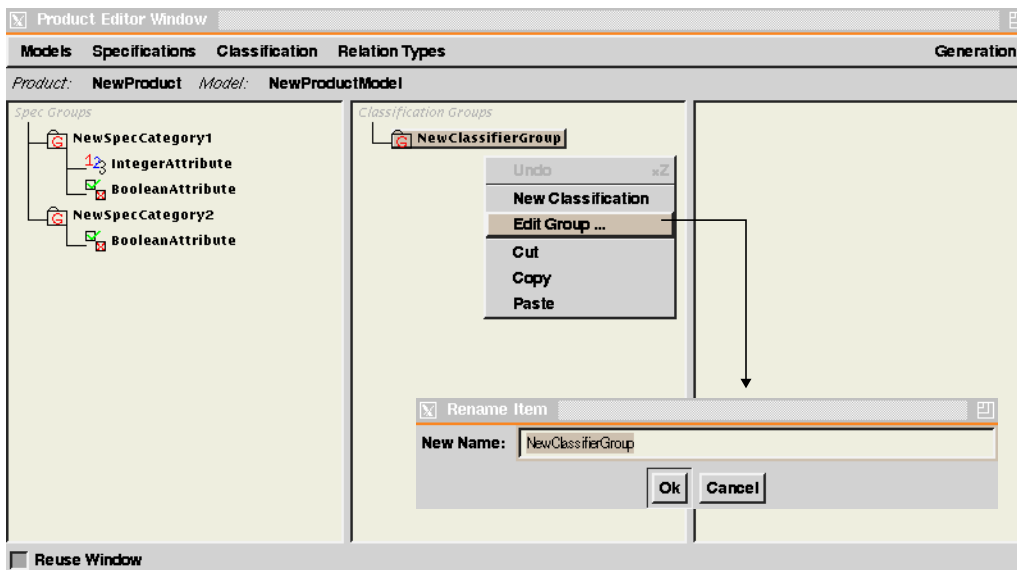 Product Editor Window
Models Specifications Classification Relation Types Generation
Product: NewProduct Model: NewProductModel
Spec Groups
NewSpecCategory1
IntegerAttribute
BooleanAttribute
NewSpecCategory2
BooleanAttribute
Classification Groups
NewClassifierGroup
Undo ×Z
New Classification
Edit Group ...
Cut
Copy
Paste
Rename Item
New Name: NewClassifierGroup
Ok Cancel
Reuse Window